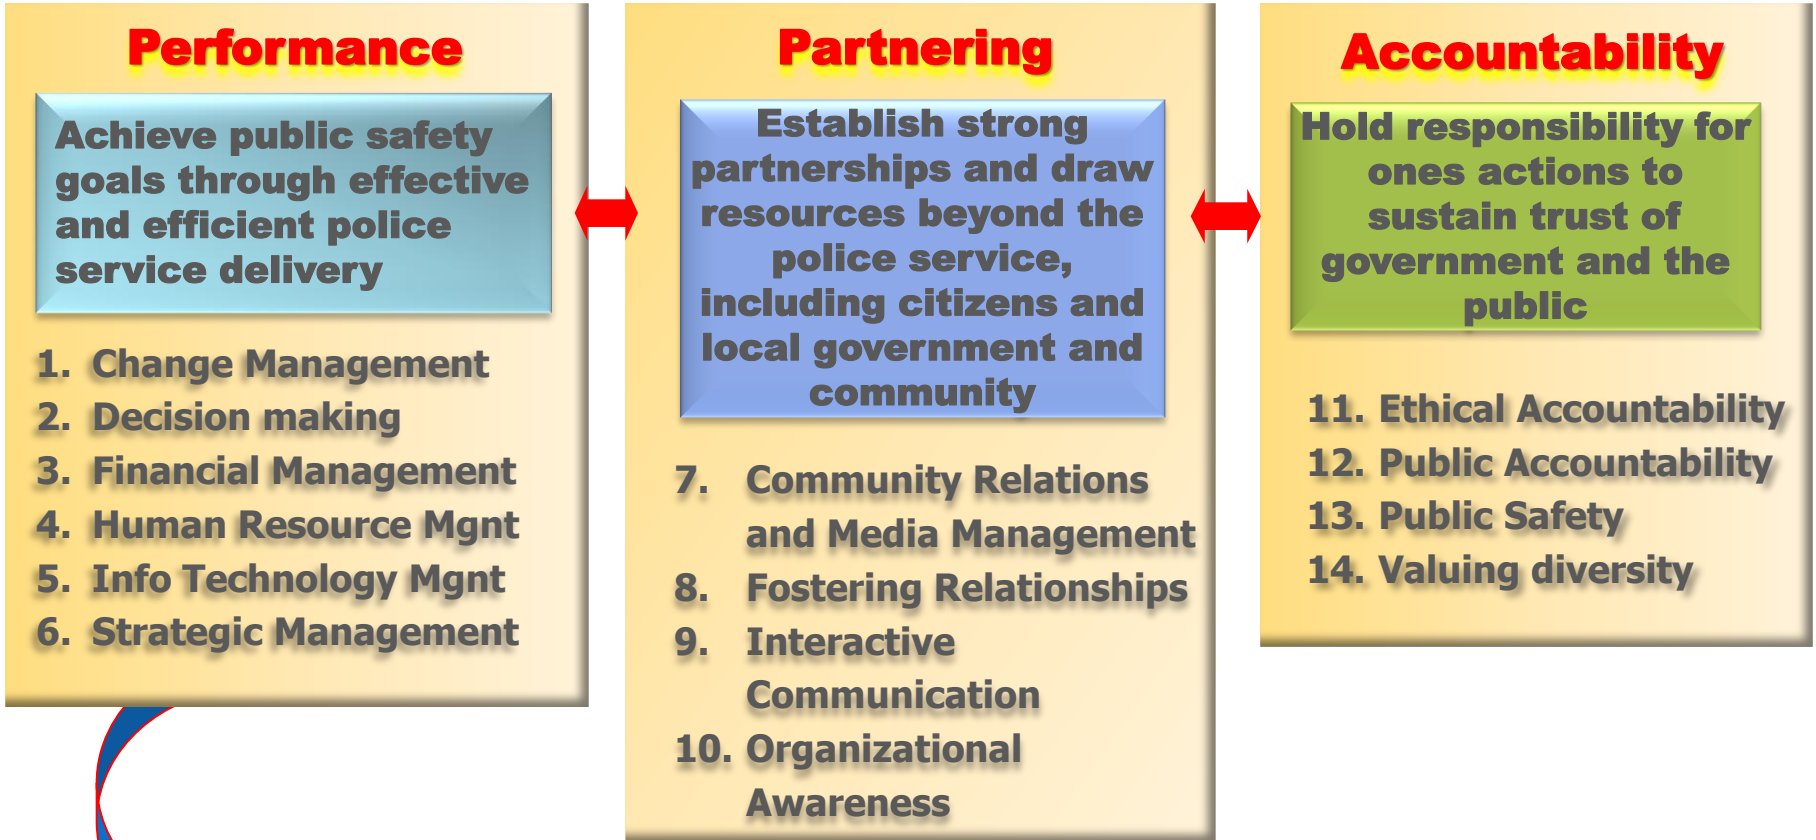 Performance
Achieve public safety
goals through effective
and efficient police
service delivery
1. Change Management
2. Decision making
3. Financial Management
4. Human Resource Mgnt
5. Info Technology Mgnt
6. Strategic Management
Partnering
Establish strong
partnerships and draw
resources beyond the
police service,
including citizens and
local government and
community
7. Community Relations
and Media Management
8. Fostering Relationships
9. Interactive
Communication
10. Organizational
Awareness
Accountability
Hold responsibility for
ones actions to
sustain trust of
government and the
public
11. Ethical Accountability
12. Public Accountability
13. Public Safety
14. Valuing diversity